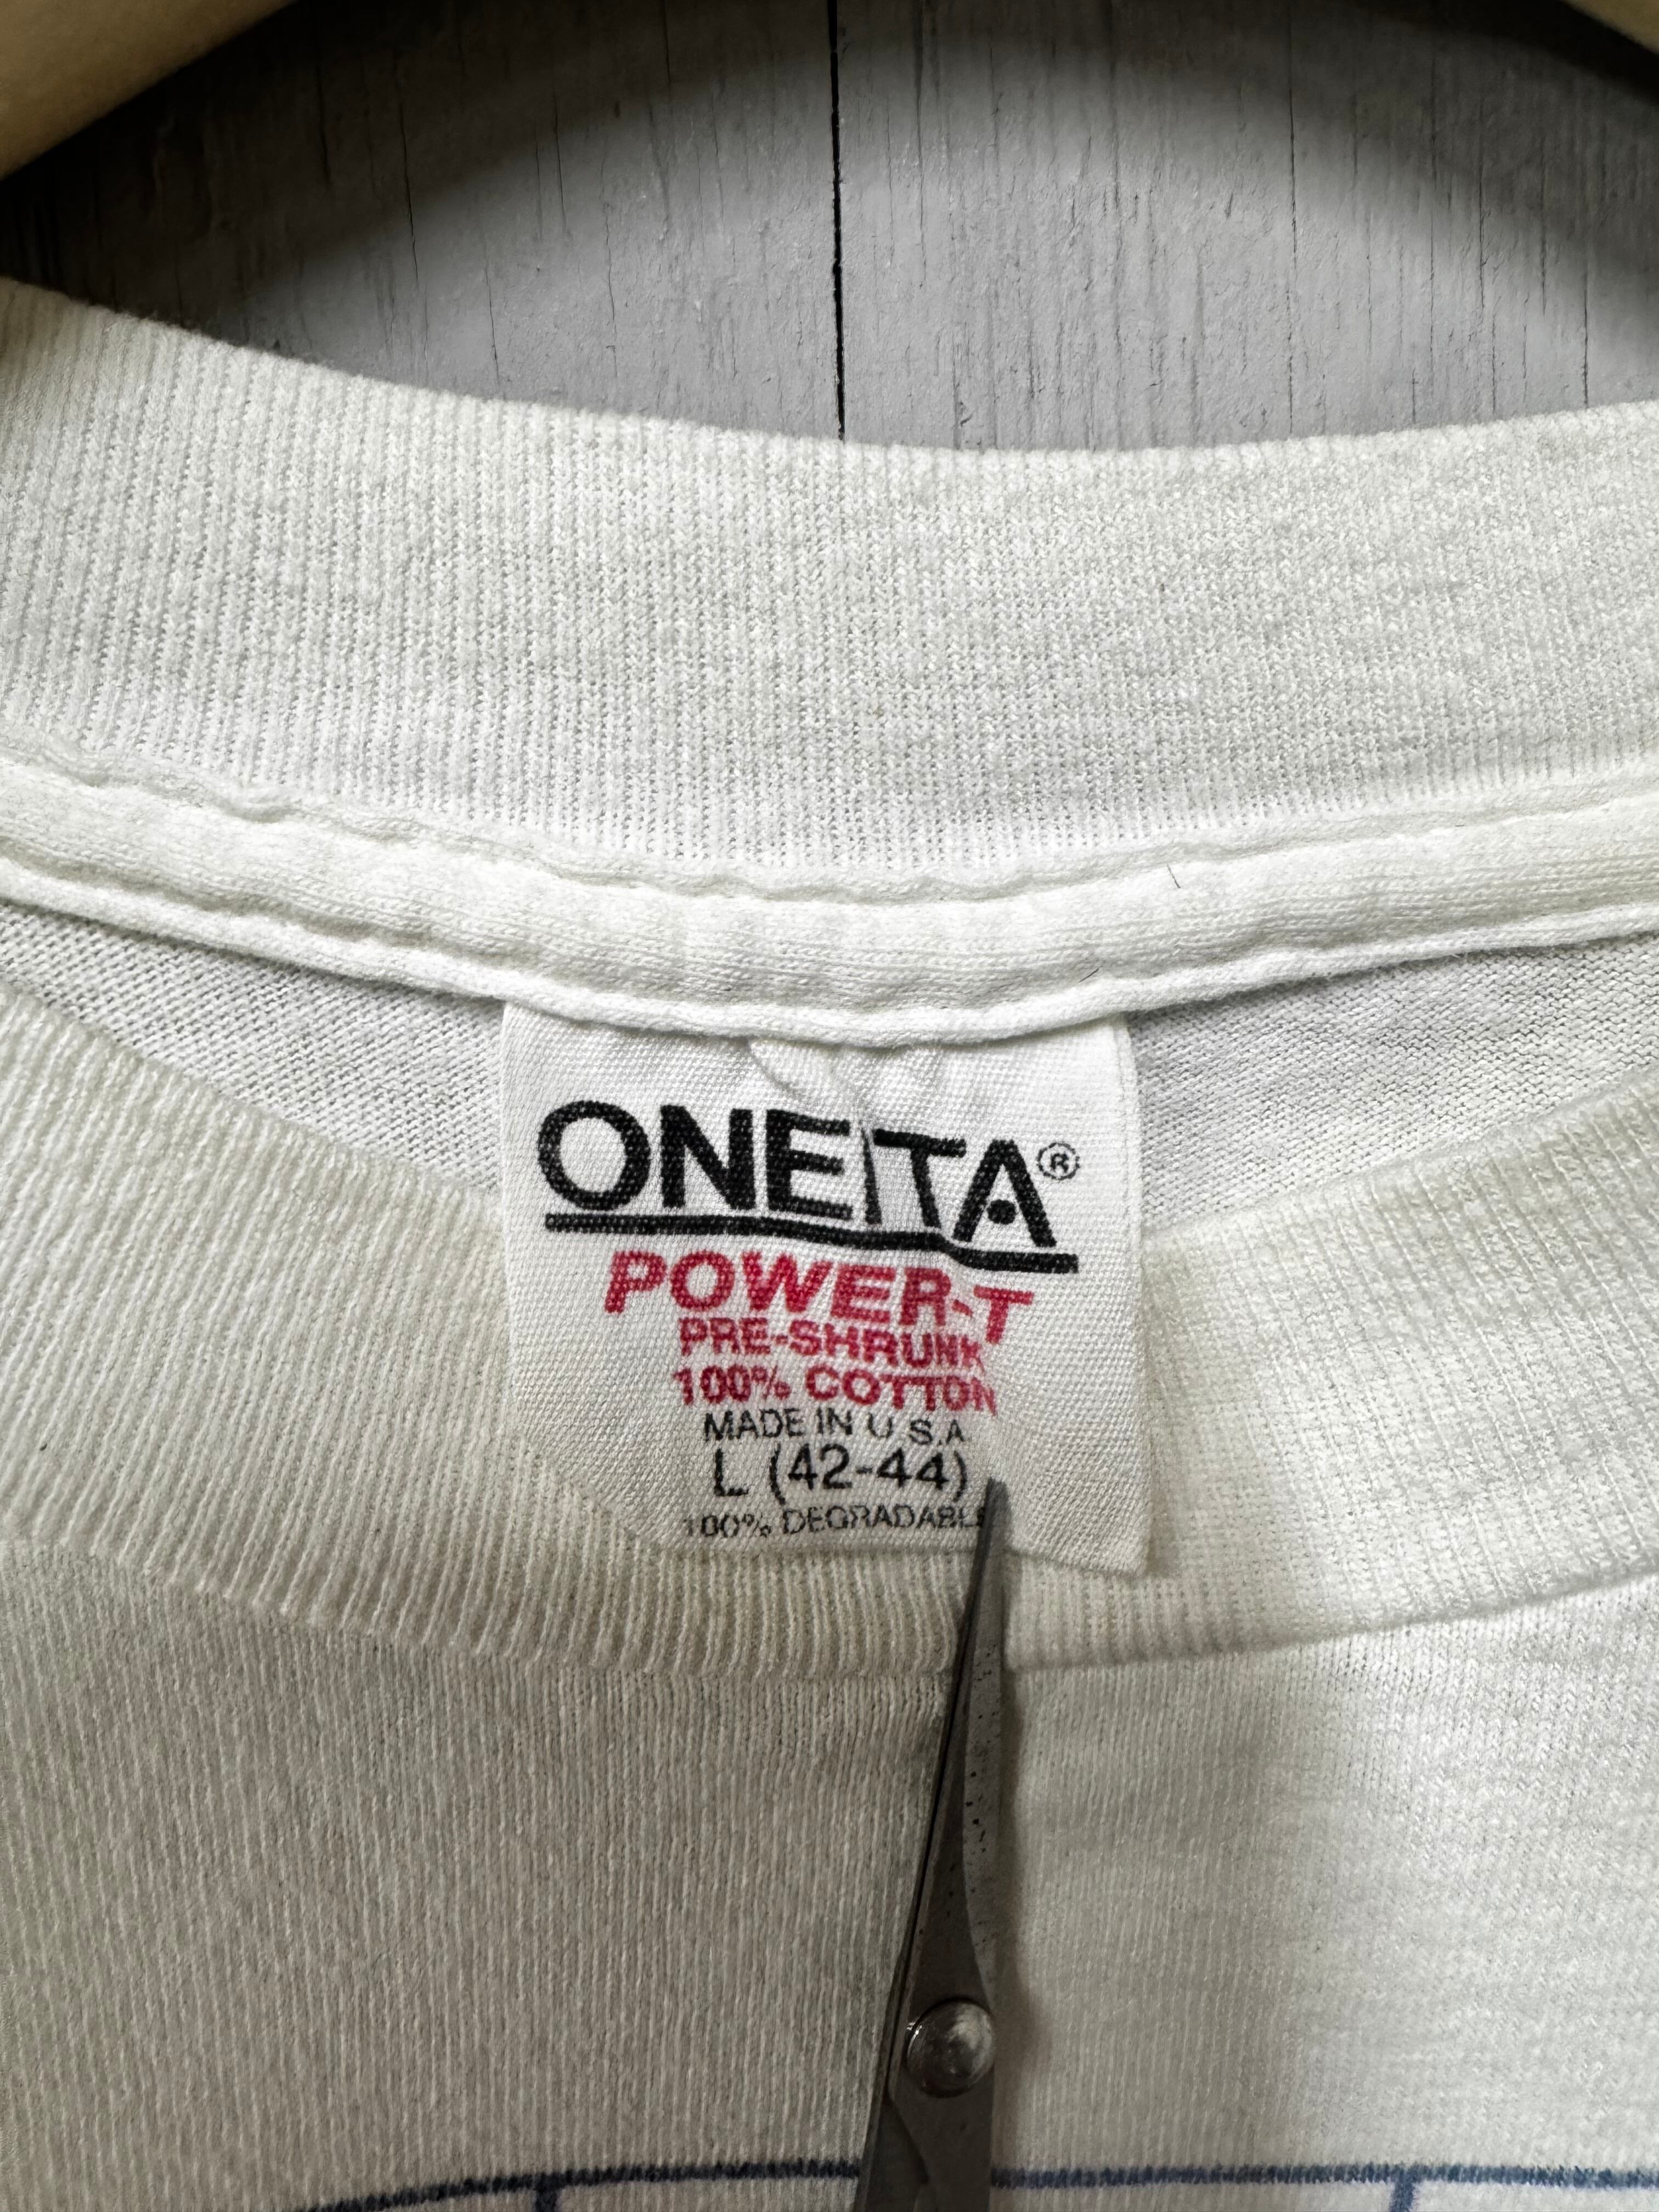 ONEITA®
POWER-T
PRE-SHRUNK
100% COTTON
MADE IN U.S.A
L (42-44)
100% DEGRADABLE